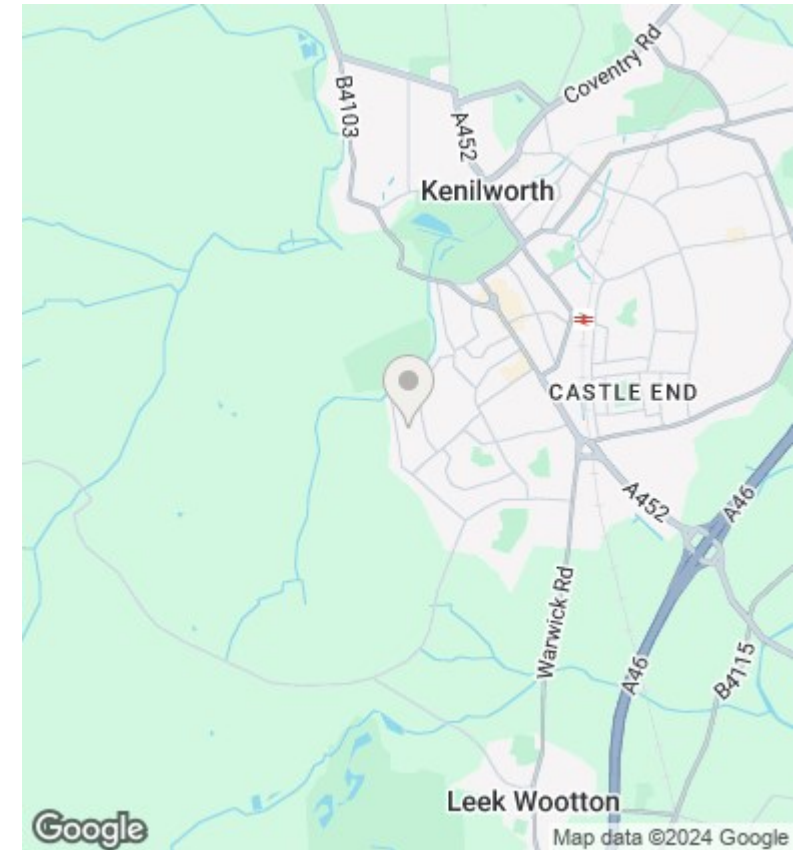 Coventry Rd
B4103
A452
Kenilworth
CASTLE END
A452
A46
Warwick Rd
A46
B4115
Leek Wootton
Google
Map data ©2024 Google